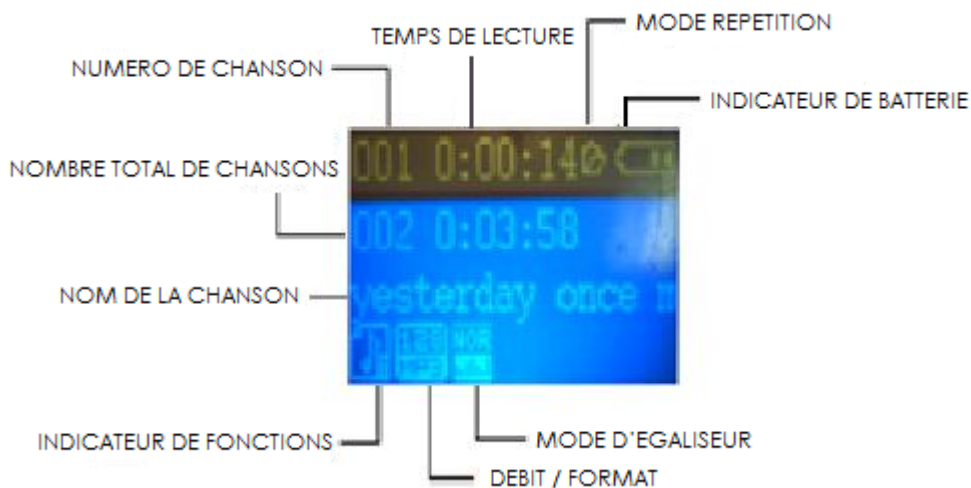 MODE REPETITION
TEMPS DE LECTURE
NUMERO DE CHANSON
INDICATEUR DE BATTERIE
NOMBRE TOTAL DE CHANSONS
001 0:00:14
002 0:03:58
NOM DE LA CHANSON
yesterday once m
NOR
INDICATEUR DE FONCTIONS
MODE D'EGALISEUR
DEBIT / FORMAT